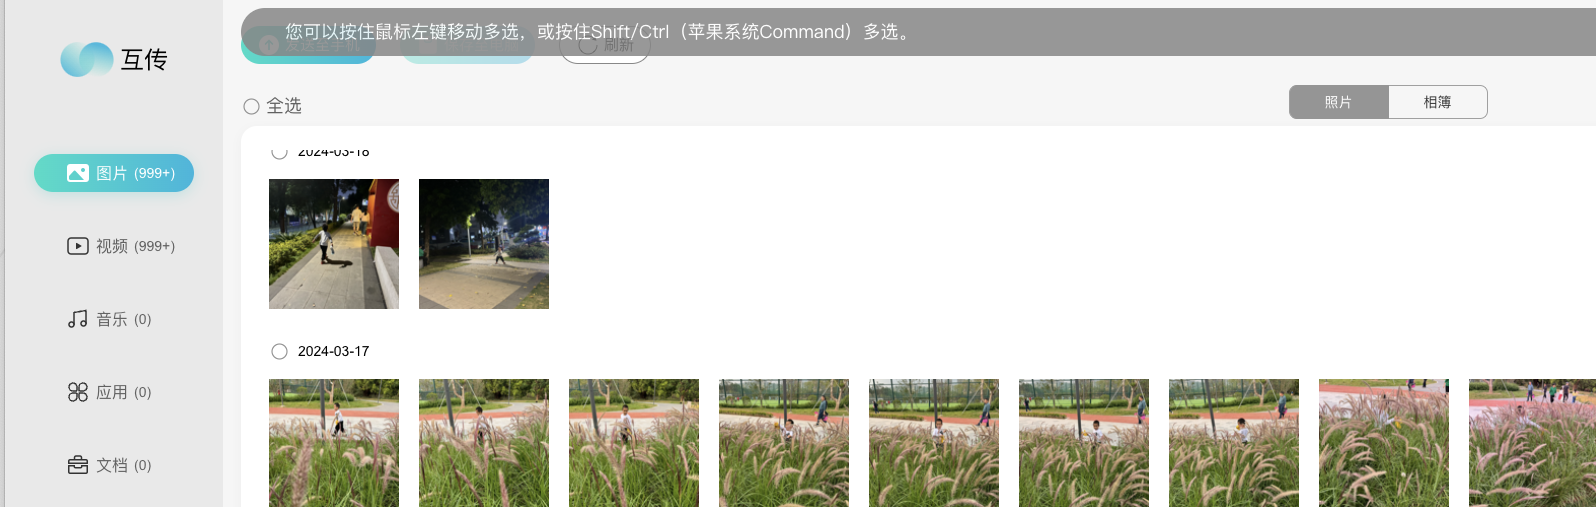 互传
您可以按住鼠标左键移动多选，或按住Shift/Ctrl（苹果系统Command）多选。
发送至手机
刷新
全选
照片
相簿
图片 (999+)
视频 (999+)
音乐 (0)
应用 (0)
文档 (0)
2024-03-18
2024-03-17